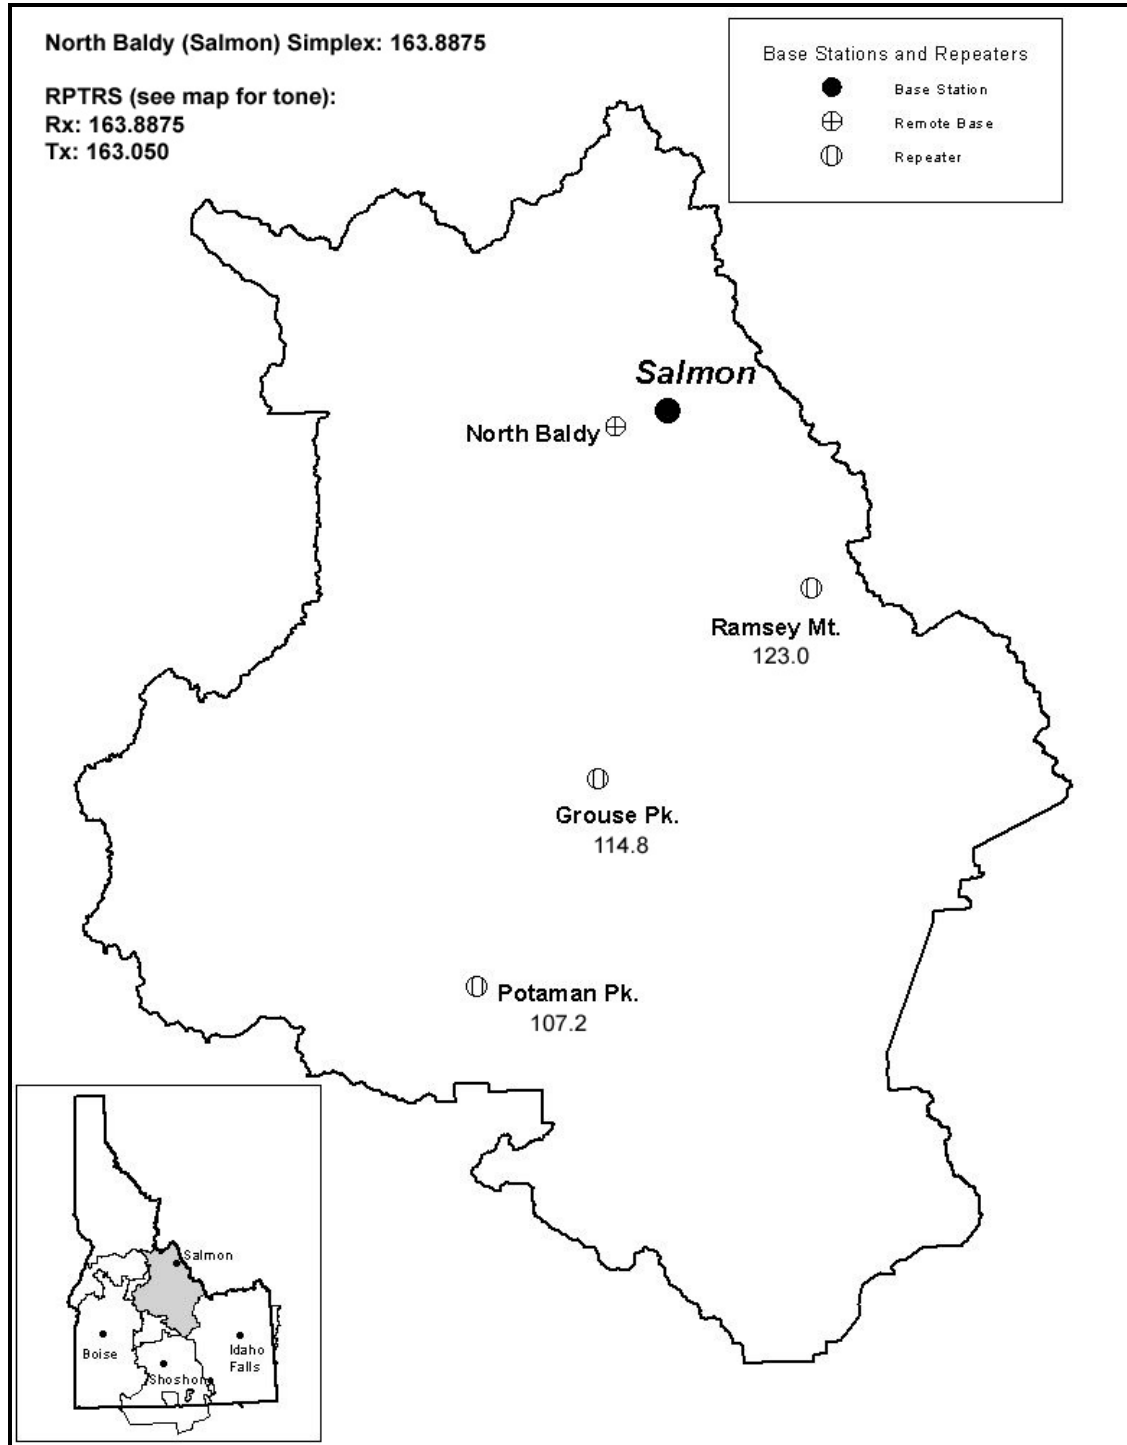 North Baldy (Salmon) Simplex: 163.8875
RPTRS (see map for tone):
Rx: 163.8875
Tx: 163.050
Base Stations and Repeaters
Base Station
Remote Base
Repeater
Salmon
North Baldy
Ramsey Mt.
123.0
Grouse Pk.
114.8
Potaman Pk.
107.2
Salmon
Boise
Idaho
Falls
Shoshone